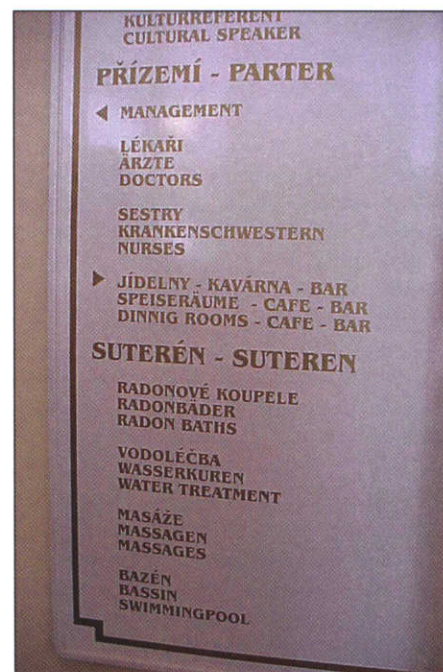 KULTURREFERENT
CULTURAL SPEAKER
PŘÍZEMÍ - PARTER
MANAGEMENT
LÉKAŘI
ÄRZTE
DOCTORS
SESTRY
KRANKENSCHWESTERN
NURSES
JÍDELNY - KAVÁRNA - BAR
SPEISERÄUME - CAFE - BAR
DINNIG ROOMS - CAFE - BAR
SUTERÉN - SUTEREN
RADONOVÉ KOUPELE
RADONBÄDER
RADON BATHS
VODOLÉČBA
WASSERKUREN
WATER TREATMENT
MASÁŽE
MASSAGEN
MASSAGES
BAZÉN
BASSIN
SWIMMINGPOOL